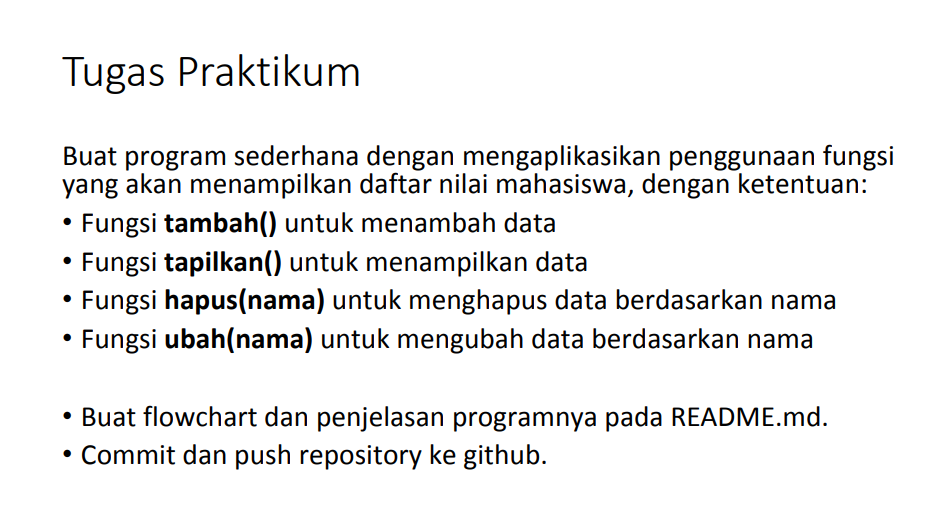 Tugas Praktikum
Buat program sederhana dengan mengaplikasikan penggunaan fungsi
yang akan menampilkan daftar nilai mahasiswa, dengan ketentuan:
• Fungsi tambah() untuk menambah data
• Fungsi tapilkan() untuk menampilkan data
• Fungsi hapus(nama) untuk menghapus data berdasarkan nama
• Fungsi ubah(nama) untuk mengubah data berdasarkan nama
• Buat flowchart dan penjelasan programnya pada README.md.
• Commit dan push repository ke github.